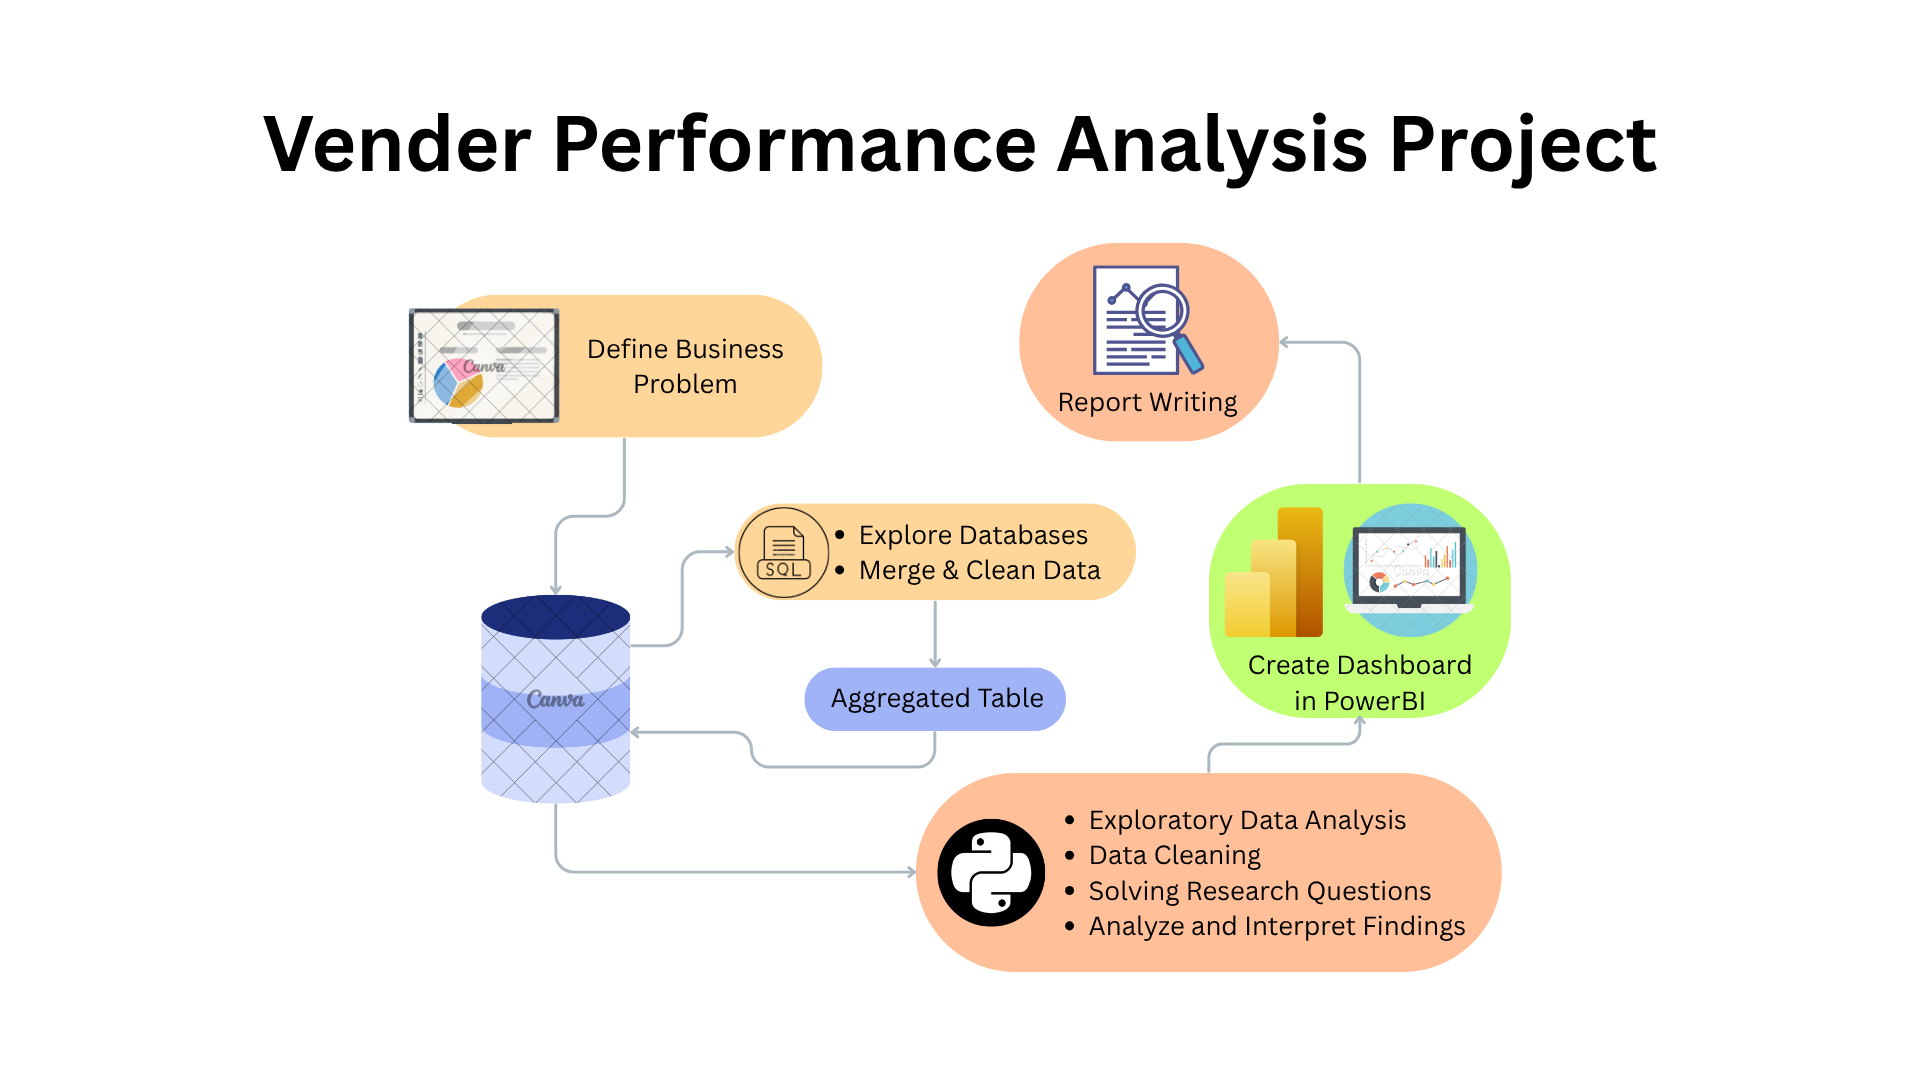 Vender Performance Analysis Project
Define Business
Problem
Canva
SQL
• Explore Databases
• Merge & Clean Data
Aggregated Table
Canva
• Exploratory Data Analysis
• Data Cleaning
• Solving Research Questions
• Analyze and Interpret Findings
Canva
Create Dashboard
in PowerBI
Report Writing